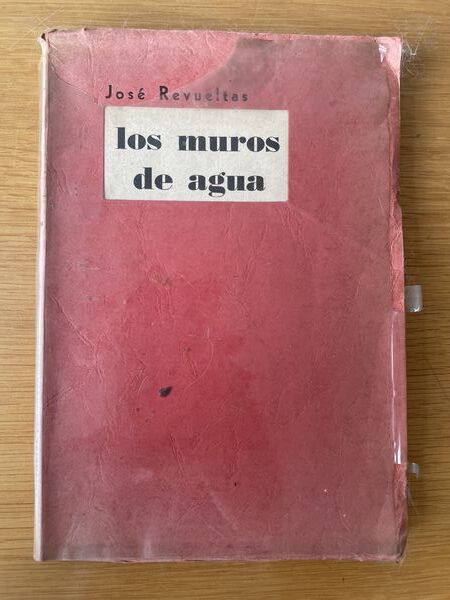 José Revueltas
los muros
de agua